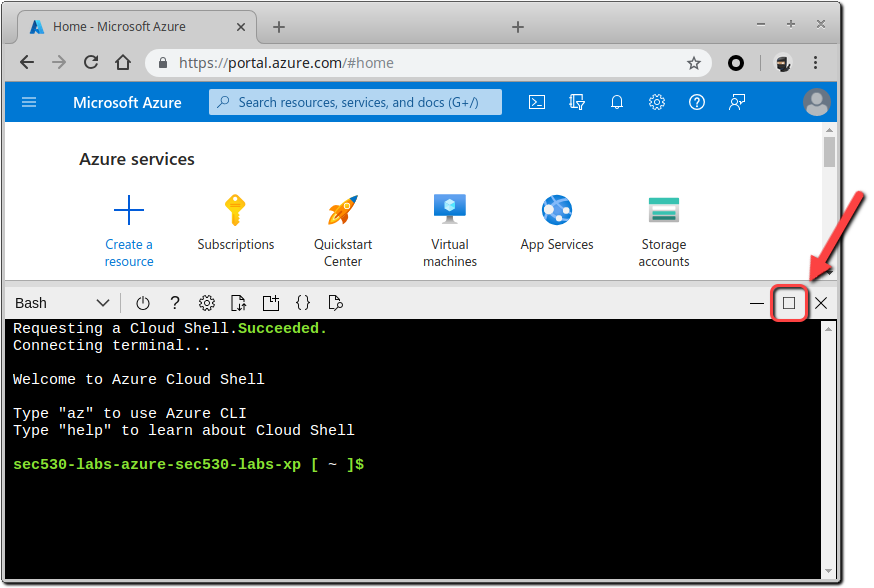 Home - Microsoft Azure
https://portal.azure.com/#home
Microsoft Azure
Search resources, services, and docs (G+/)
Azure services
Create a resource
Subscriptions
Quickstart Center
Virtual machines
App Services
Storage accounts
Bash
Requesting a Cloud Shell.Succeeded.
Connecting terminal...
Welcome to Azure Cloud Shell
Type "az" to use Azure CLI
Type "help" to learn about Cloud Shell
sec530-labs-azure-sec530-labs-xp [ ~ ]$